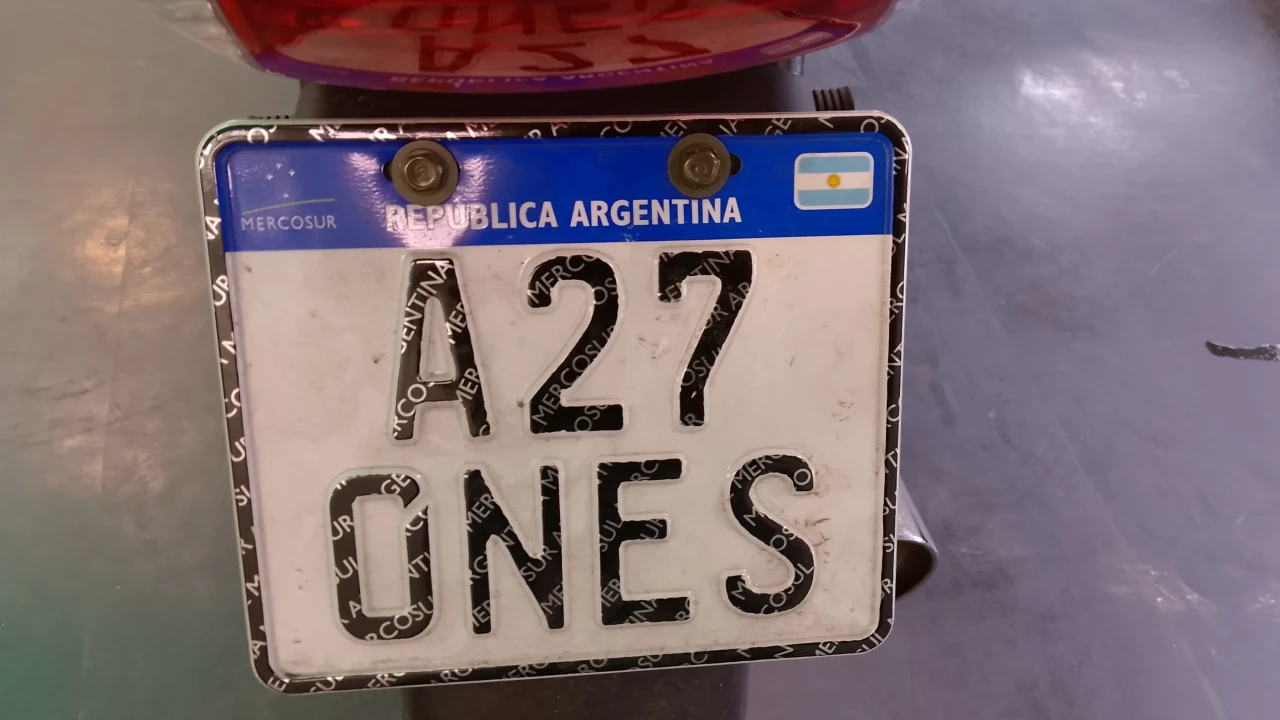 MERCOSUR
REPUBLICA ARGENTINA
A27
0NES